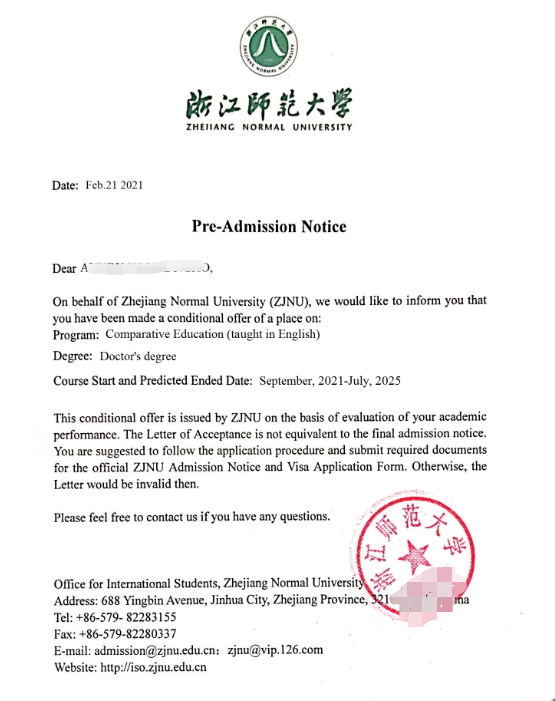 浙江师范大学
ZHEJIANG NORMAL UNIVERSITY
浙江師範大學
ZHEJIANG NORMAL UNIVERSITY
Date: Feb.21 2021
Pre-Admission Notice
Dear A
On behalf of Zhejiang Normal University (ZJNU), we would like to inform you that
you have been made a conditional offer of a place on:
Program: Comparative Education (taught in English)
Degree: Doctor's degree
Course Start and Predicted Ended Date: September, 2021-July, 2025
This conditional offer is issued by ZJNU on the basis of evaluation of your academic
performance. The Letter of Acceptance is not equivalent to the final admission notice.
You are suggested to follow the application procedure and submit required documents
for the official ZJNU Admission Notice and Visa Application Form. Otherwise, the
Letter would be invalid then.
Please feel free to contact us if you have any questions.
浙江师范大学
Office for International Students, Zhejiang Normal University
Address: 688 Yingbin Avenue, Jinhua City, Zhejiang Province, 321
Tel: +86-579- 82283155
Fax: +86-579-82280337
E-mail: admission@zjnu.edu.cn；zjnu@vip.126.com
Website: http://iso.zjnu.edu.cn